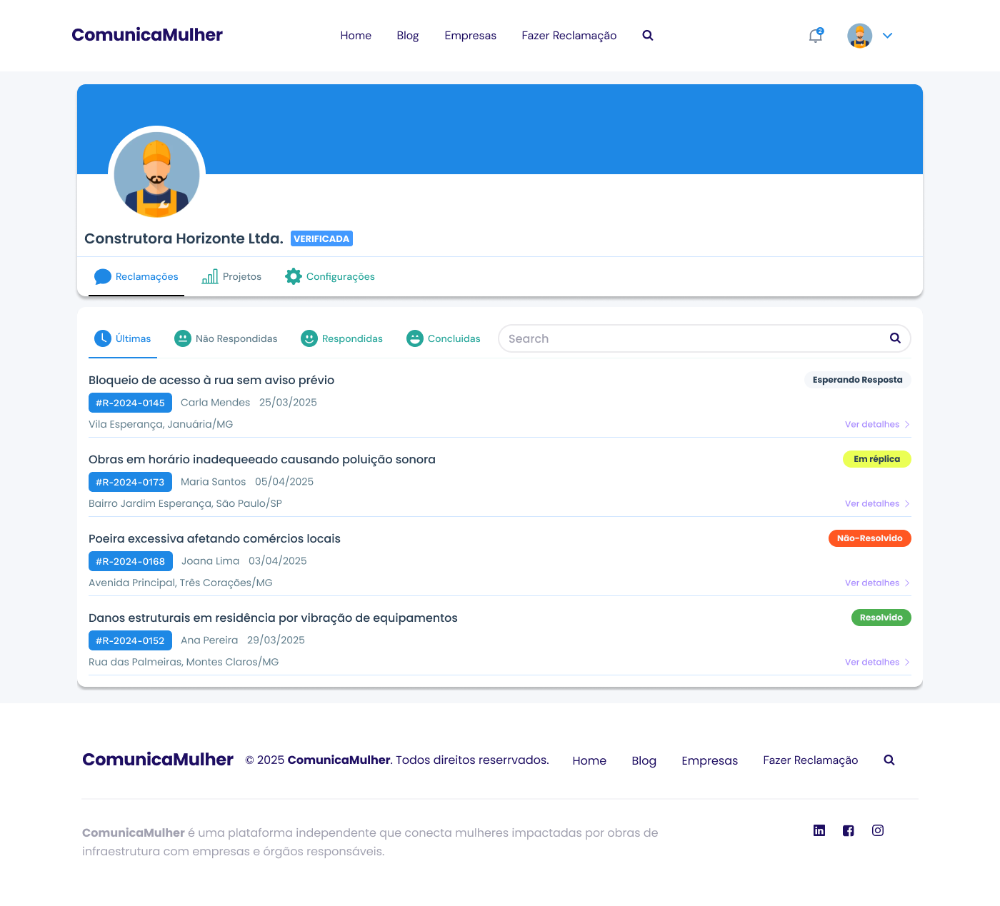 ComunicaMulher
Home Blog Empresas Fazer Reclamação
2
Construtora Horizonte Ltda. VERIFICADA
Reclamações Projetos Configurações
Últimas Não Respondidas Respondidas Concluidas Search
Bloqueio de acesso à rua sem aviso prévio Esperando Resposta
#R-2024-0145 Carla Mendes 25/03/2025
Vila Esperança, Januária/MG Ver detalhes
Obras em horário inadequeeado causando poluição sonora Em réplica
#R-2024-0173 Maria Santos 05/04/2025
Bairro Jardim Esperança, São Paulo/SP Ver detalhes
Poeira excessiva afetando comércios locais Não-Resolvido
#R-2024-0168 Joana Lima 03/04/2025
Avenida Principal, Três Corações/MG Ver detalhes
Danos estruturais em residência por vibração de equipamentos Resolvido
#R-2024-0152 Ana Pereira 29/03/2025
Rua das Palmeiras, Montes Claros/MG Ver detalhes
ComunicaMulher © 2025 ComunicaMulher. Todos direitos reserrvados. Home Blog Empresas Fazer Reclamação
ComunicaMulher é uma plataforma independente que conecta mulheres impactadas por obras de
infraestrutura com empresas e órgãos responsáveis.